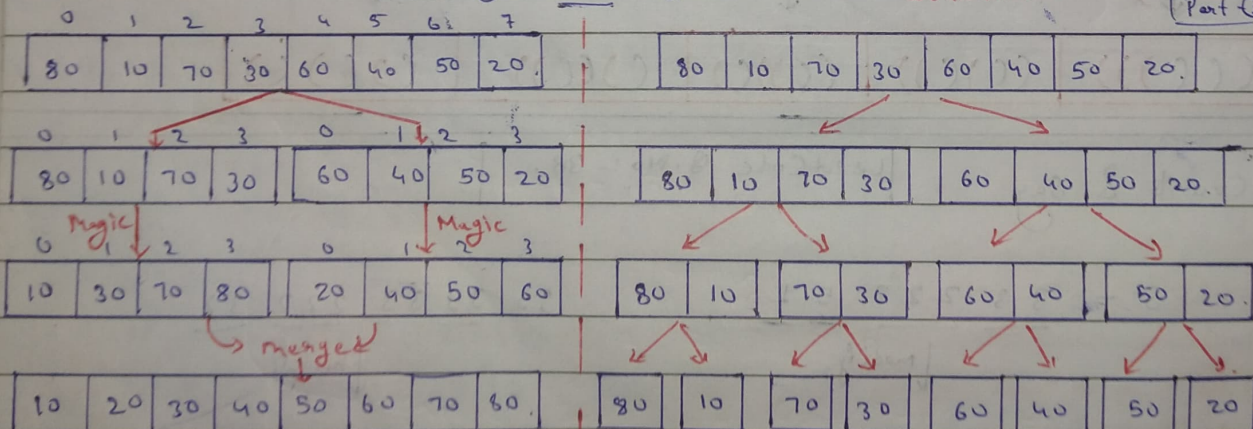 (Part
0 1 2 3 4 5 6 7
80 10 70 30 60 40 50 20. 80 10 70 30 60 40 50 20.
0 1 2 3 0 1 2 3
80 10 70 30 60 40 50 20 80 10 70 30 60 40 50 20.
Magic Magic
0 1 2 3 0 1 2 3
10 30 70 80 20 40 50 60 80 10 70 30 60 40 50 20.
merge
10 20 30 40 50 60 70 80. 80 10 70 30 60 40 50 20